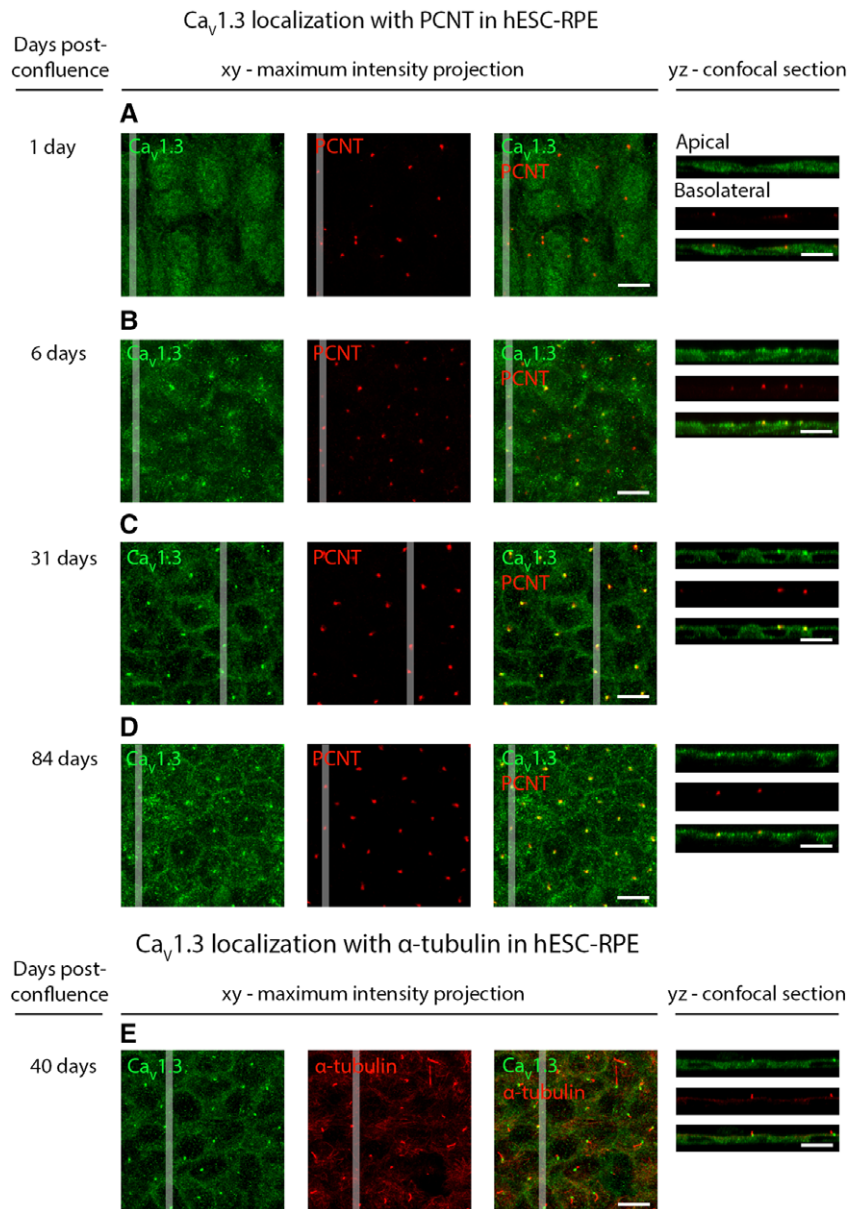 Caᵥ1.3 localization with PCNT in hESC-RPE
Days post-
confluence
xy - maximum intensity projection
yz - confocal section
A
1 day
Caᵥ1.3
PCNT
Caᵥ1.3
PCNT
Apical
Basolateral
B
6 days
Caᵥ1.3
PCNT
Caᵥ1.3
PCNT
C
31 days
Caᵥ1.3
PCNT
Caᵥ1.3
PCNT
D
84 days
Caᵥ1.3
PCNT
Caᵥ1.3
PCNT
Caᵥ1.3 localization with α-tubulin in hESC-RPE
Days post-
confluence
xy - maximum intensity projection
yz - confocal section
E
40 days
Caᵥ1.3
α-tubulin
Caᵥ1.3
α-tubulin